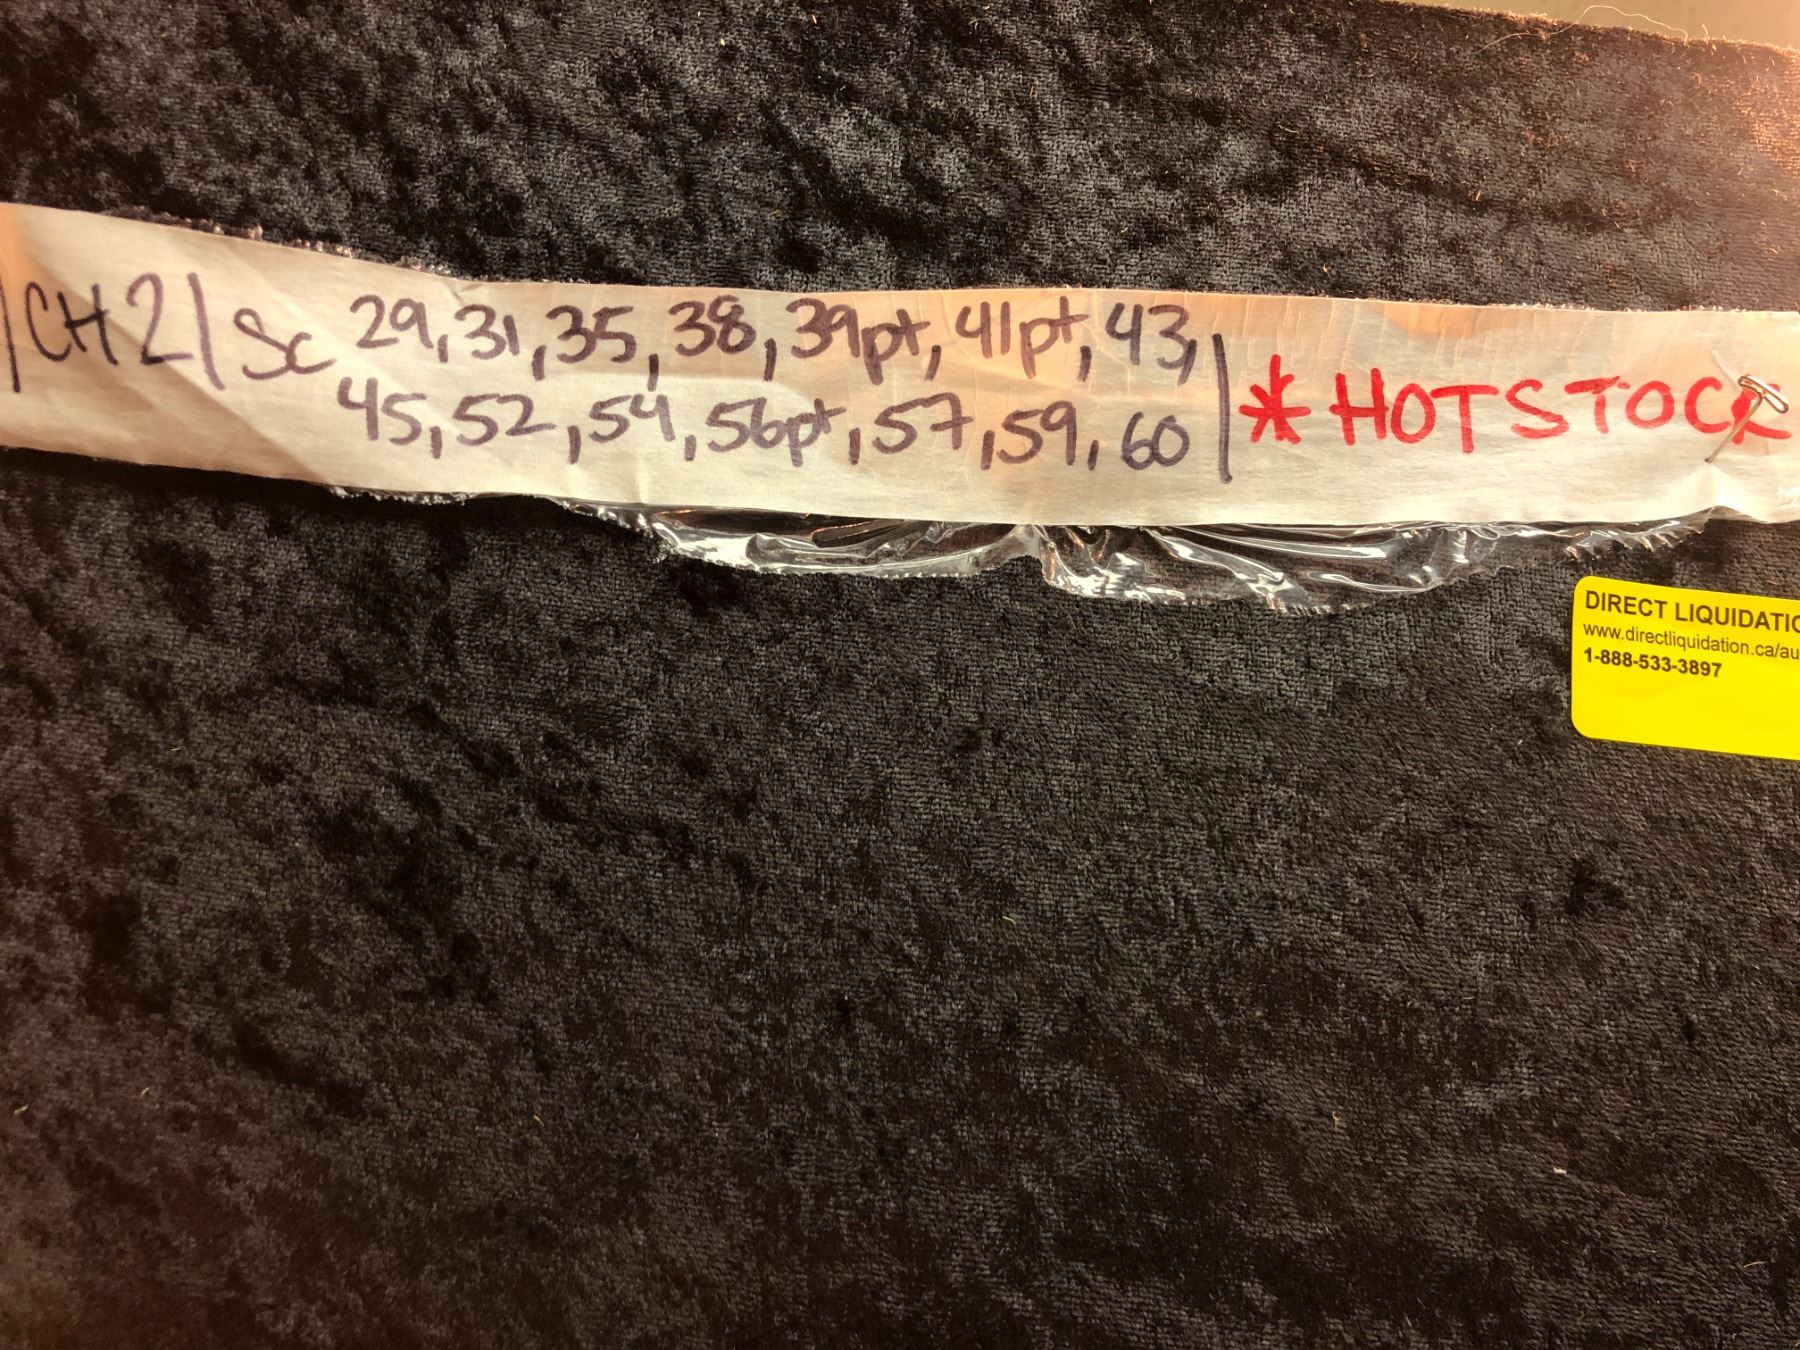 |CH2| Sc 29, 31, 35, 38, 39pt, 41pt, 43,
45, 52, 54, 56pt, 57, 59, 60 | * HOTSTOCK
DIRECT LIQUIDATIO
www.directliquidation.ca/au
1-888-533-3897